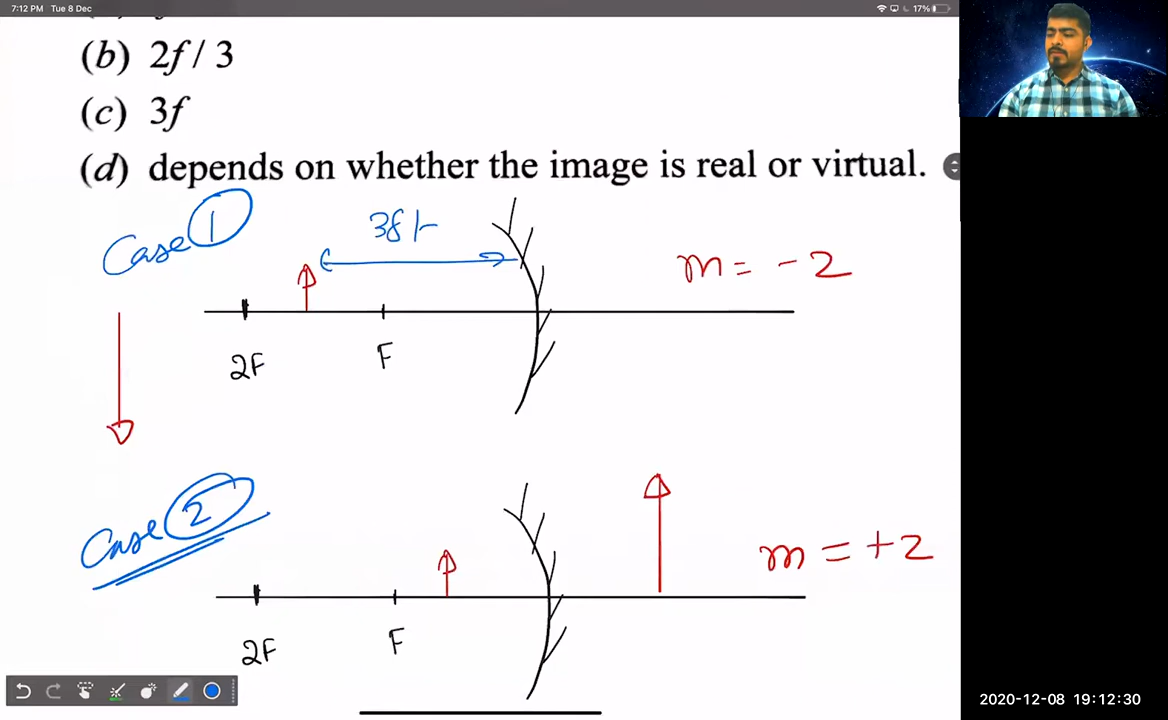 7:12 PM Tue 8 Dec 17%
(b) 2f / 3
(c) 3f
(d) depends on whether the image is real or virtual.
Case 1
m = -2
2F F
Case 2
m = +2
2F F
2020-12-08 19:12:30